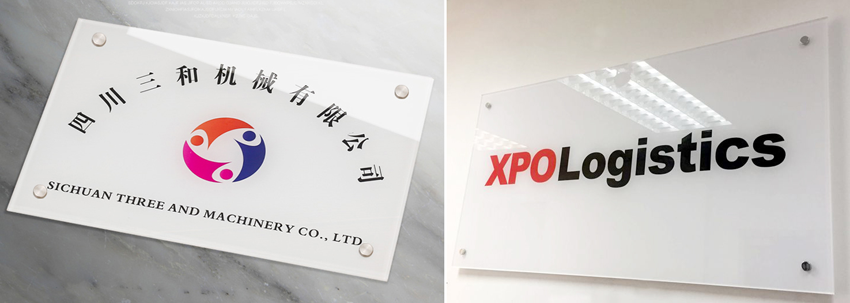 四川三和机械有限公司
SICHUAN THREE AND MACHINERY CO., LTD
XPOLogistics